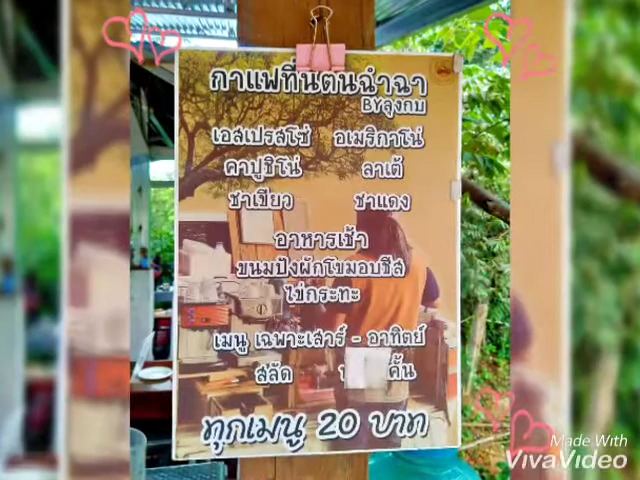 กาแฟที่นตนฉำฉา
BYลุงกบ
เอสเปรสโซ่ อเมริกาโน่
คาปูชิโน่ ลาเต้
ชาเขียว ชาแดง
อาหารเช้า
ขนมปังผักโขมอบชีส
ไข่กระทะ
เมนู เฉพาะเสาร์ - อาทิตย์
สลัด คั้น
ทุกเมนู 20 บาท
Made With
VivaVideo